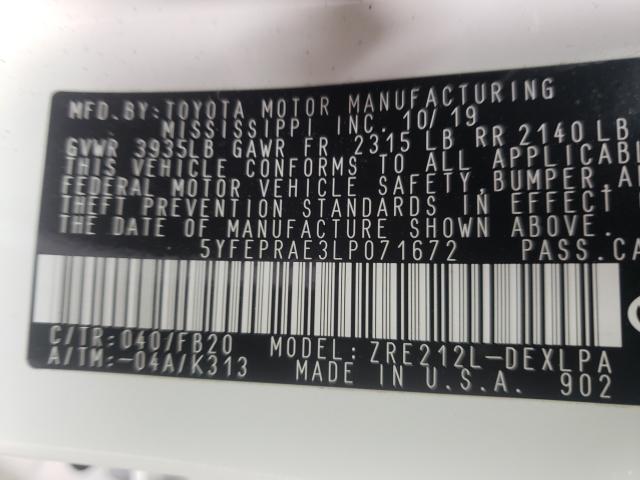 MFD. BY: TOYOTA MOTOR MANUFACTURING
MISSISSIPPI INC. 10/19
GVWR 3935LB GAWR FR 2315 LB RR 2140 LB
THIS VEHICLE CONFORMS TO ALL
FEDERAL MOTOR VEHICLE SAFETY, BUMPER
THEFT PREVENTION STANDARDS IN EFFECT
THE DATE OF MANUFACTURE SHOWN ABOVE.
5YFEPRAE3LP071672 PASS.
C/TR: 040/FB20 MODEL: ZRE212L-DEXLPA
A/TM: -04A/K313 MADE IN U.S.A. 902